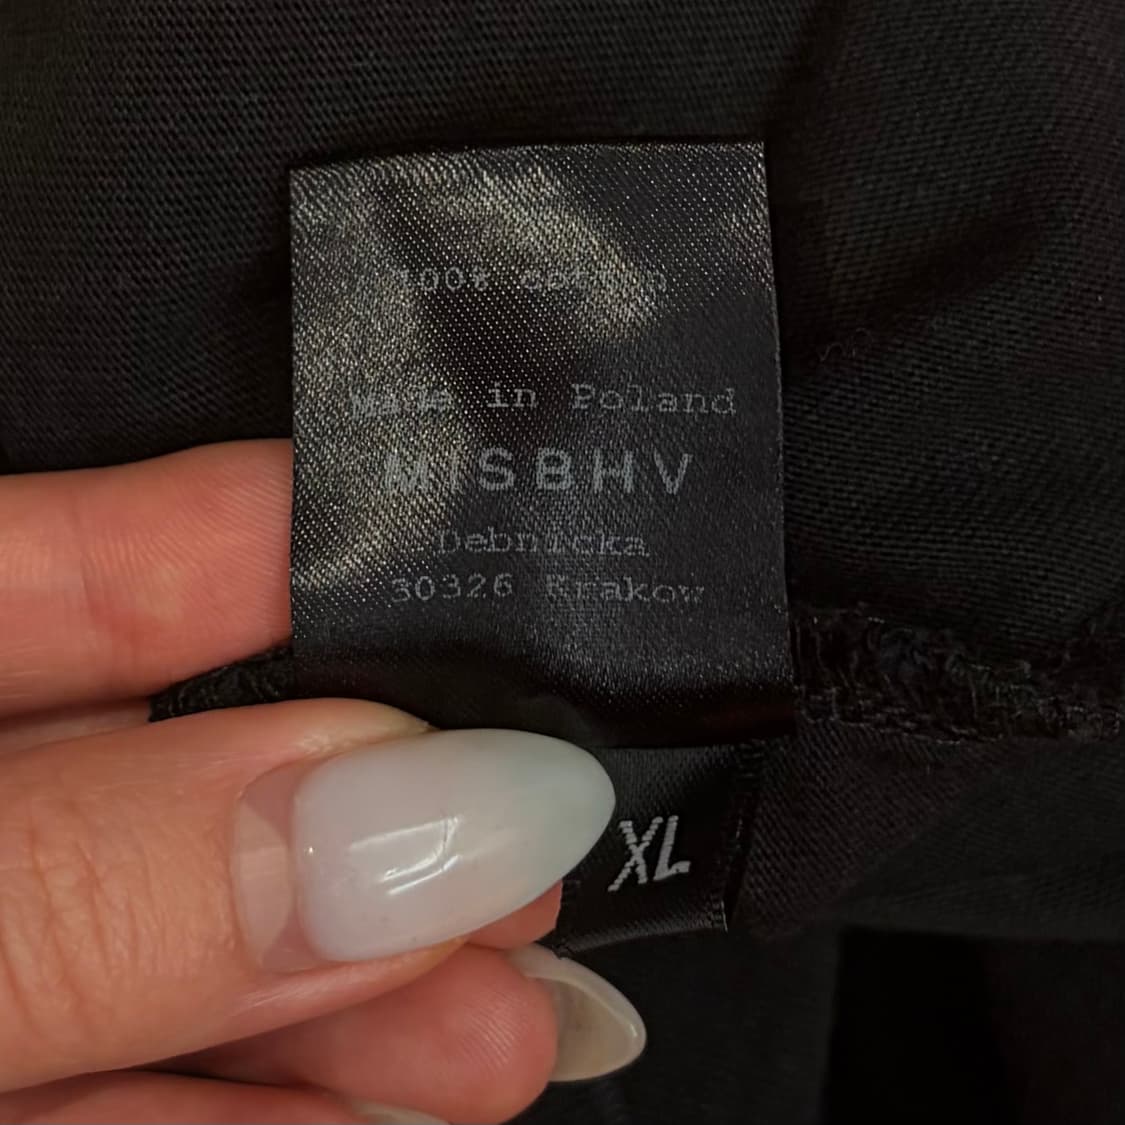 100% cotton
Made in Poland
MISBHV
Debnicka
30326 Krakow
XL